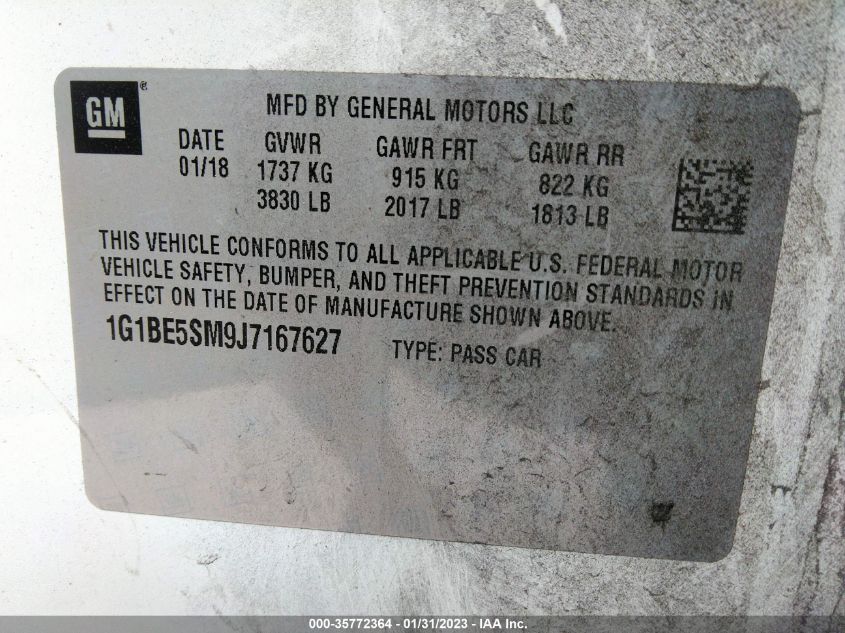 GM ®
MFD BY GENERAL MOTORS LLC
DATE GVWR GAWR FRT GAWR RR
01/18 1737 KG 915 KG 822 KG
3830 LB 2017 LB 1813 LB
THIS VEHICLE CONFORMS TO ALL APPLICABLE U.S. FEDERAL MOTOR
VEHICLE SAFETY, BUMPER, AND THEFT PREVENTION STANDARDS IN
EFFECT ON THE DATE OF MANUFACTURE SHOWN ABOVE.
1G1BE5SM9J7167627 TYPE: PASS CAR
000-35772364 - 01/31/2023 - IAA Inc.